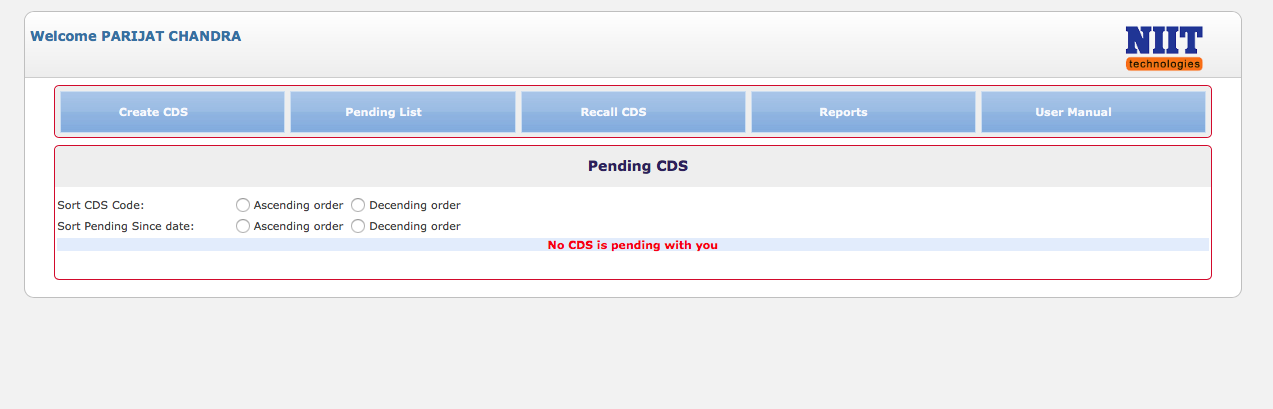 Welcome PARIJAT CHANDRA
NIIT
technologies
Create CDS Pending List Recall CDS Reports User Manual
Pending CDS
Sort CDS Code: Ascending order Decending order
Sort Pending Since date: Ascending order Decending order
No CDS is pending with you